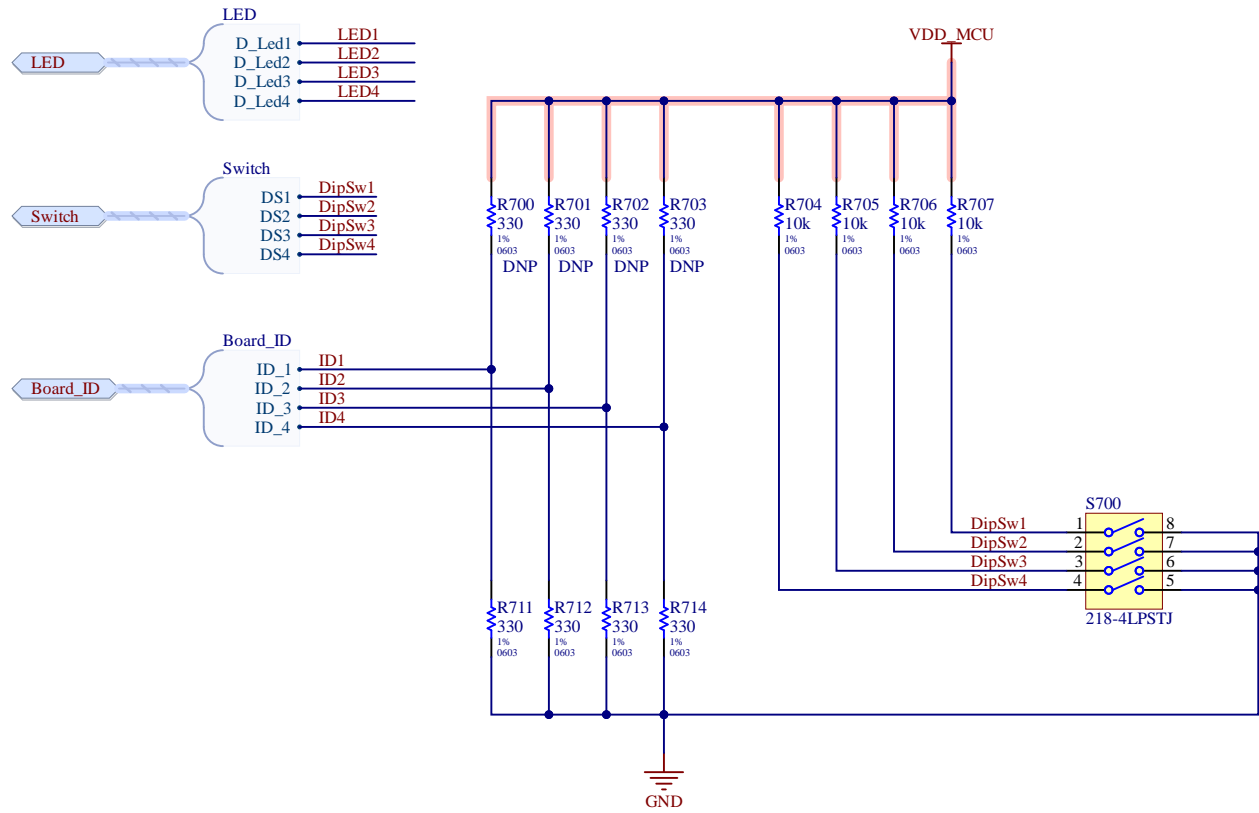 LED
LED
D_Led1
D_Led2
D_Led3
D_Led4
LED1
LED2
LED3
LED4
VDD_MCU
Switch
Switch
DS1
DS2
DS3
DS4
DipSw1
DipSw2
DipSw3
DipSw4
R700
330
1%
0603
DNP
R701
330
1%
0603
DNP
R702
330
1%
0603
DNP
R703
330
1%
0603
DNP
R704
10k
1%
0603
R705
10k
1%
0603
R706
10k
1%
0603
R707
10k
1%
0603
Board_ID
Board_ID
ID_1
ID_2
ID_3
ID_4
ID1
ID2
ID3
ID4
S700
DipSw1
DipSw2
DipSw3
DipSw4
1
2
3
4
8
7
6
5
218-4LPSTJ
R711
330
1%
0603
R712
330
1%
0603
R713
330
1%
0603
R714
330
1%
0603
GND